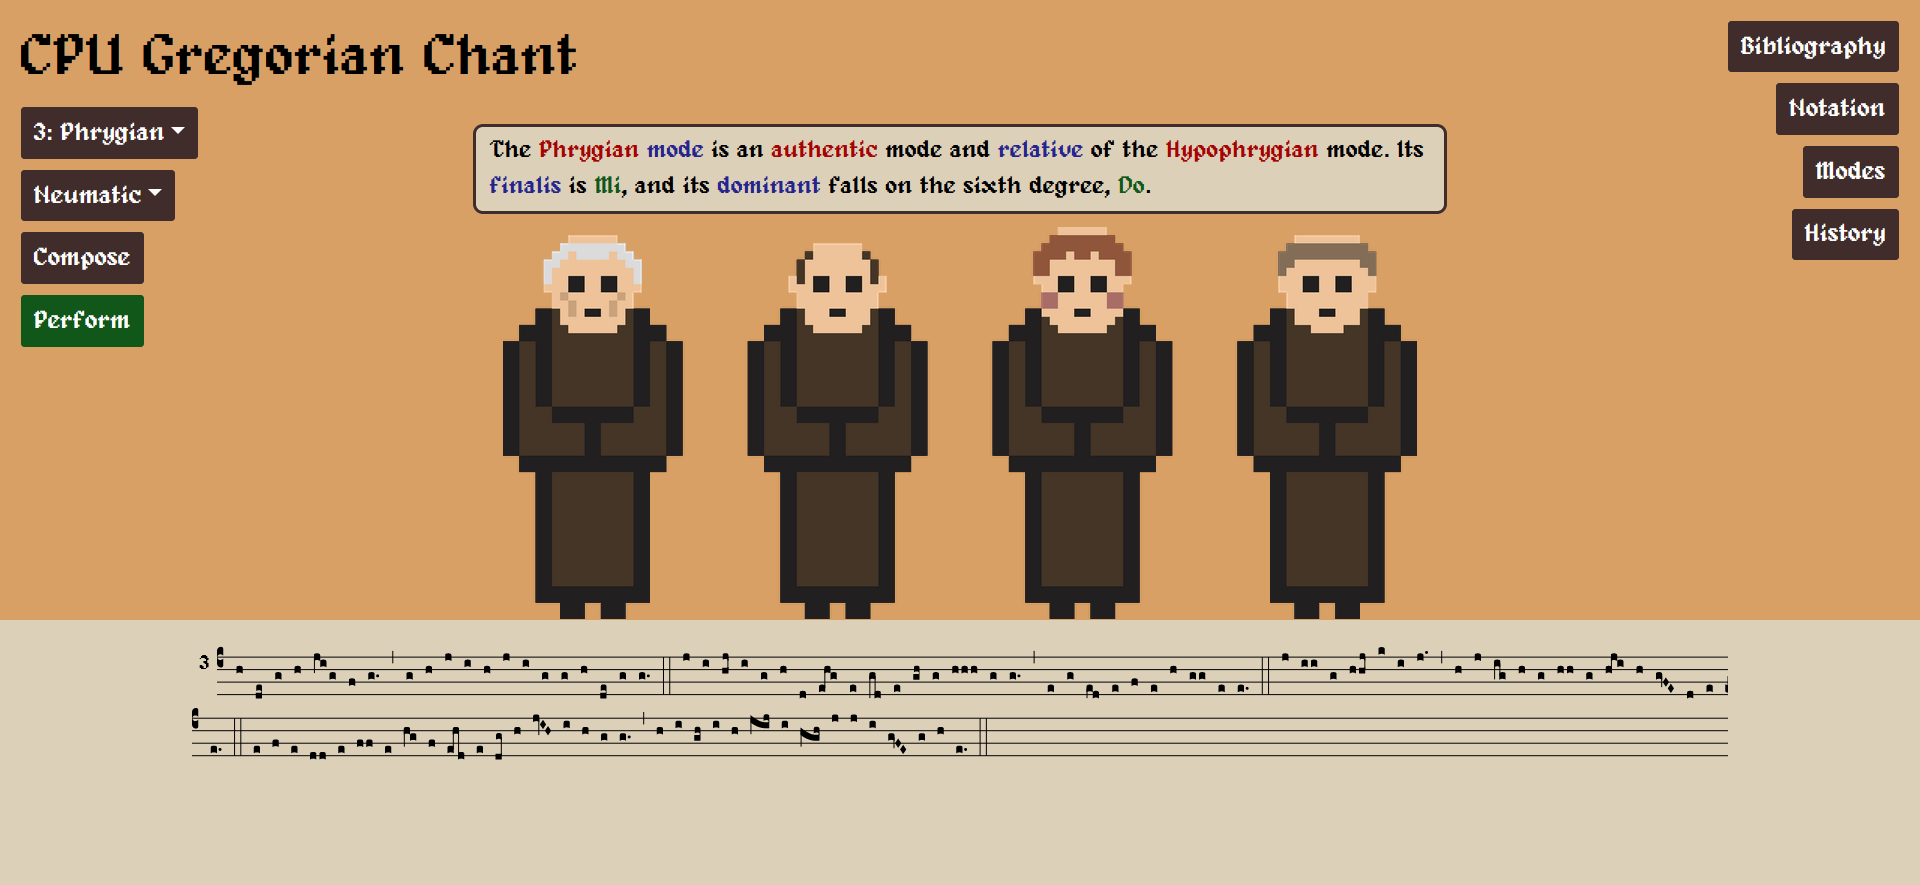 CPU Gregorian Chant
Bibliography
Notation
Modes
History
3: Phrygian
Neumatic
Compose
Perform
The Phrygian mode is an authentic mode and relative of the Hypophrygian mode. Its
finalis is Mi, and its dominant falls on the sixth degree, Do.
3